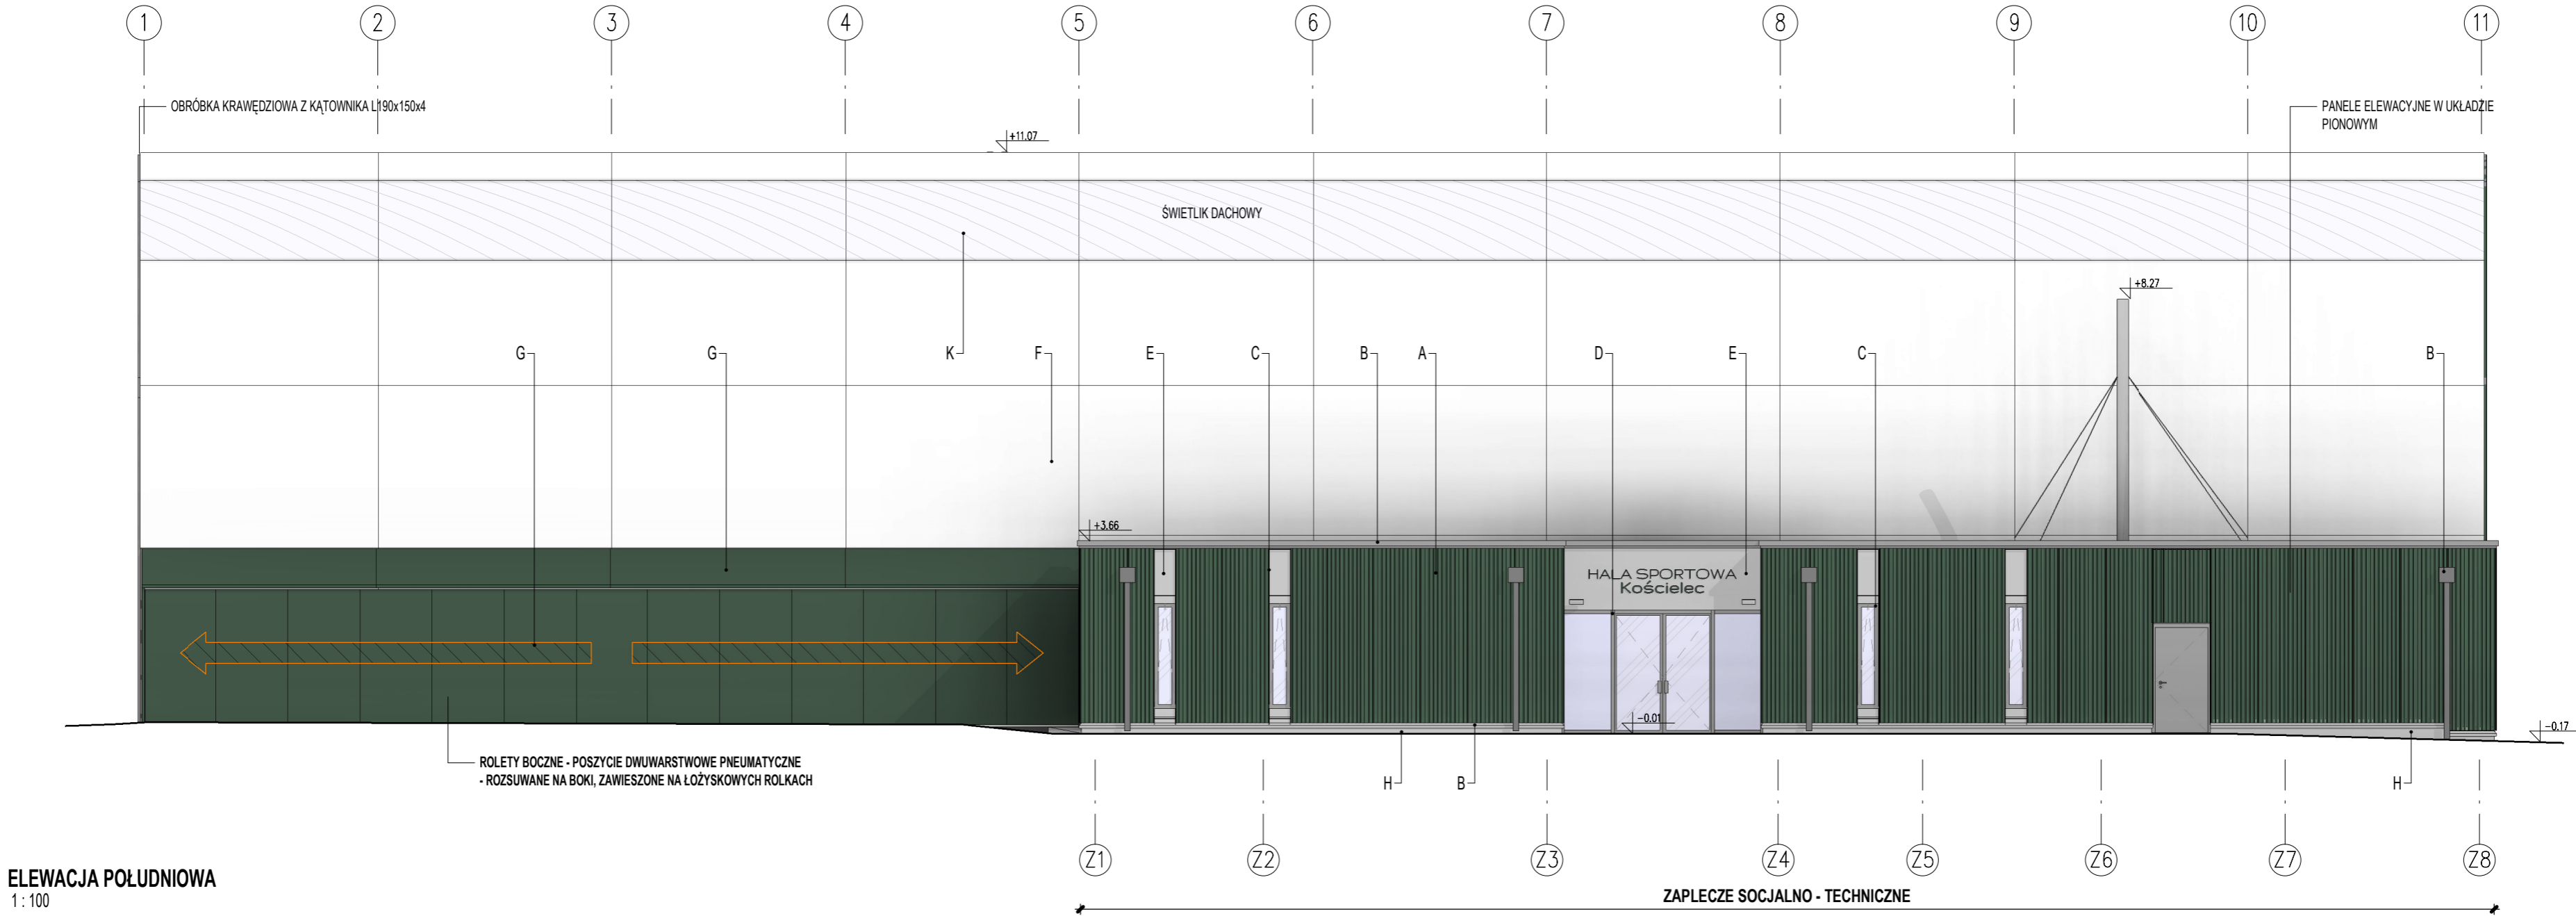 1 2 3 4 5 6 7 8 9 10 11
OBRÓBKA KRAWĘDZIOWA Z KĄTOWNIKA L190x150x4
PANELE ELEWACYJNE W UKŁADZIE
PIONOWYM
+11.07
ŚWIETLIK DACHOWY
+8.27
G G K F E C B A D E C B
+3.66
HALA SPORTOWA
Kościelec
-0.01
-0.17
ROLETY BOCZNE - POSZYCIE DWUWARSTWOWE PNEUMATYCZNE
- ROZSUWANE NA BOKI, ZAWIESZONE NA ŁOŻYSKOWYCH ROLKACH
H B H
Z1 Z2 Z3 Z4 Z5 Z6 Z7 Z8
ELEWACJA POŁUDNIOWA
1 : 100
ZAPLECZE SOCJALNO - TECHNICZNE